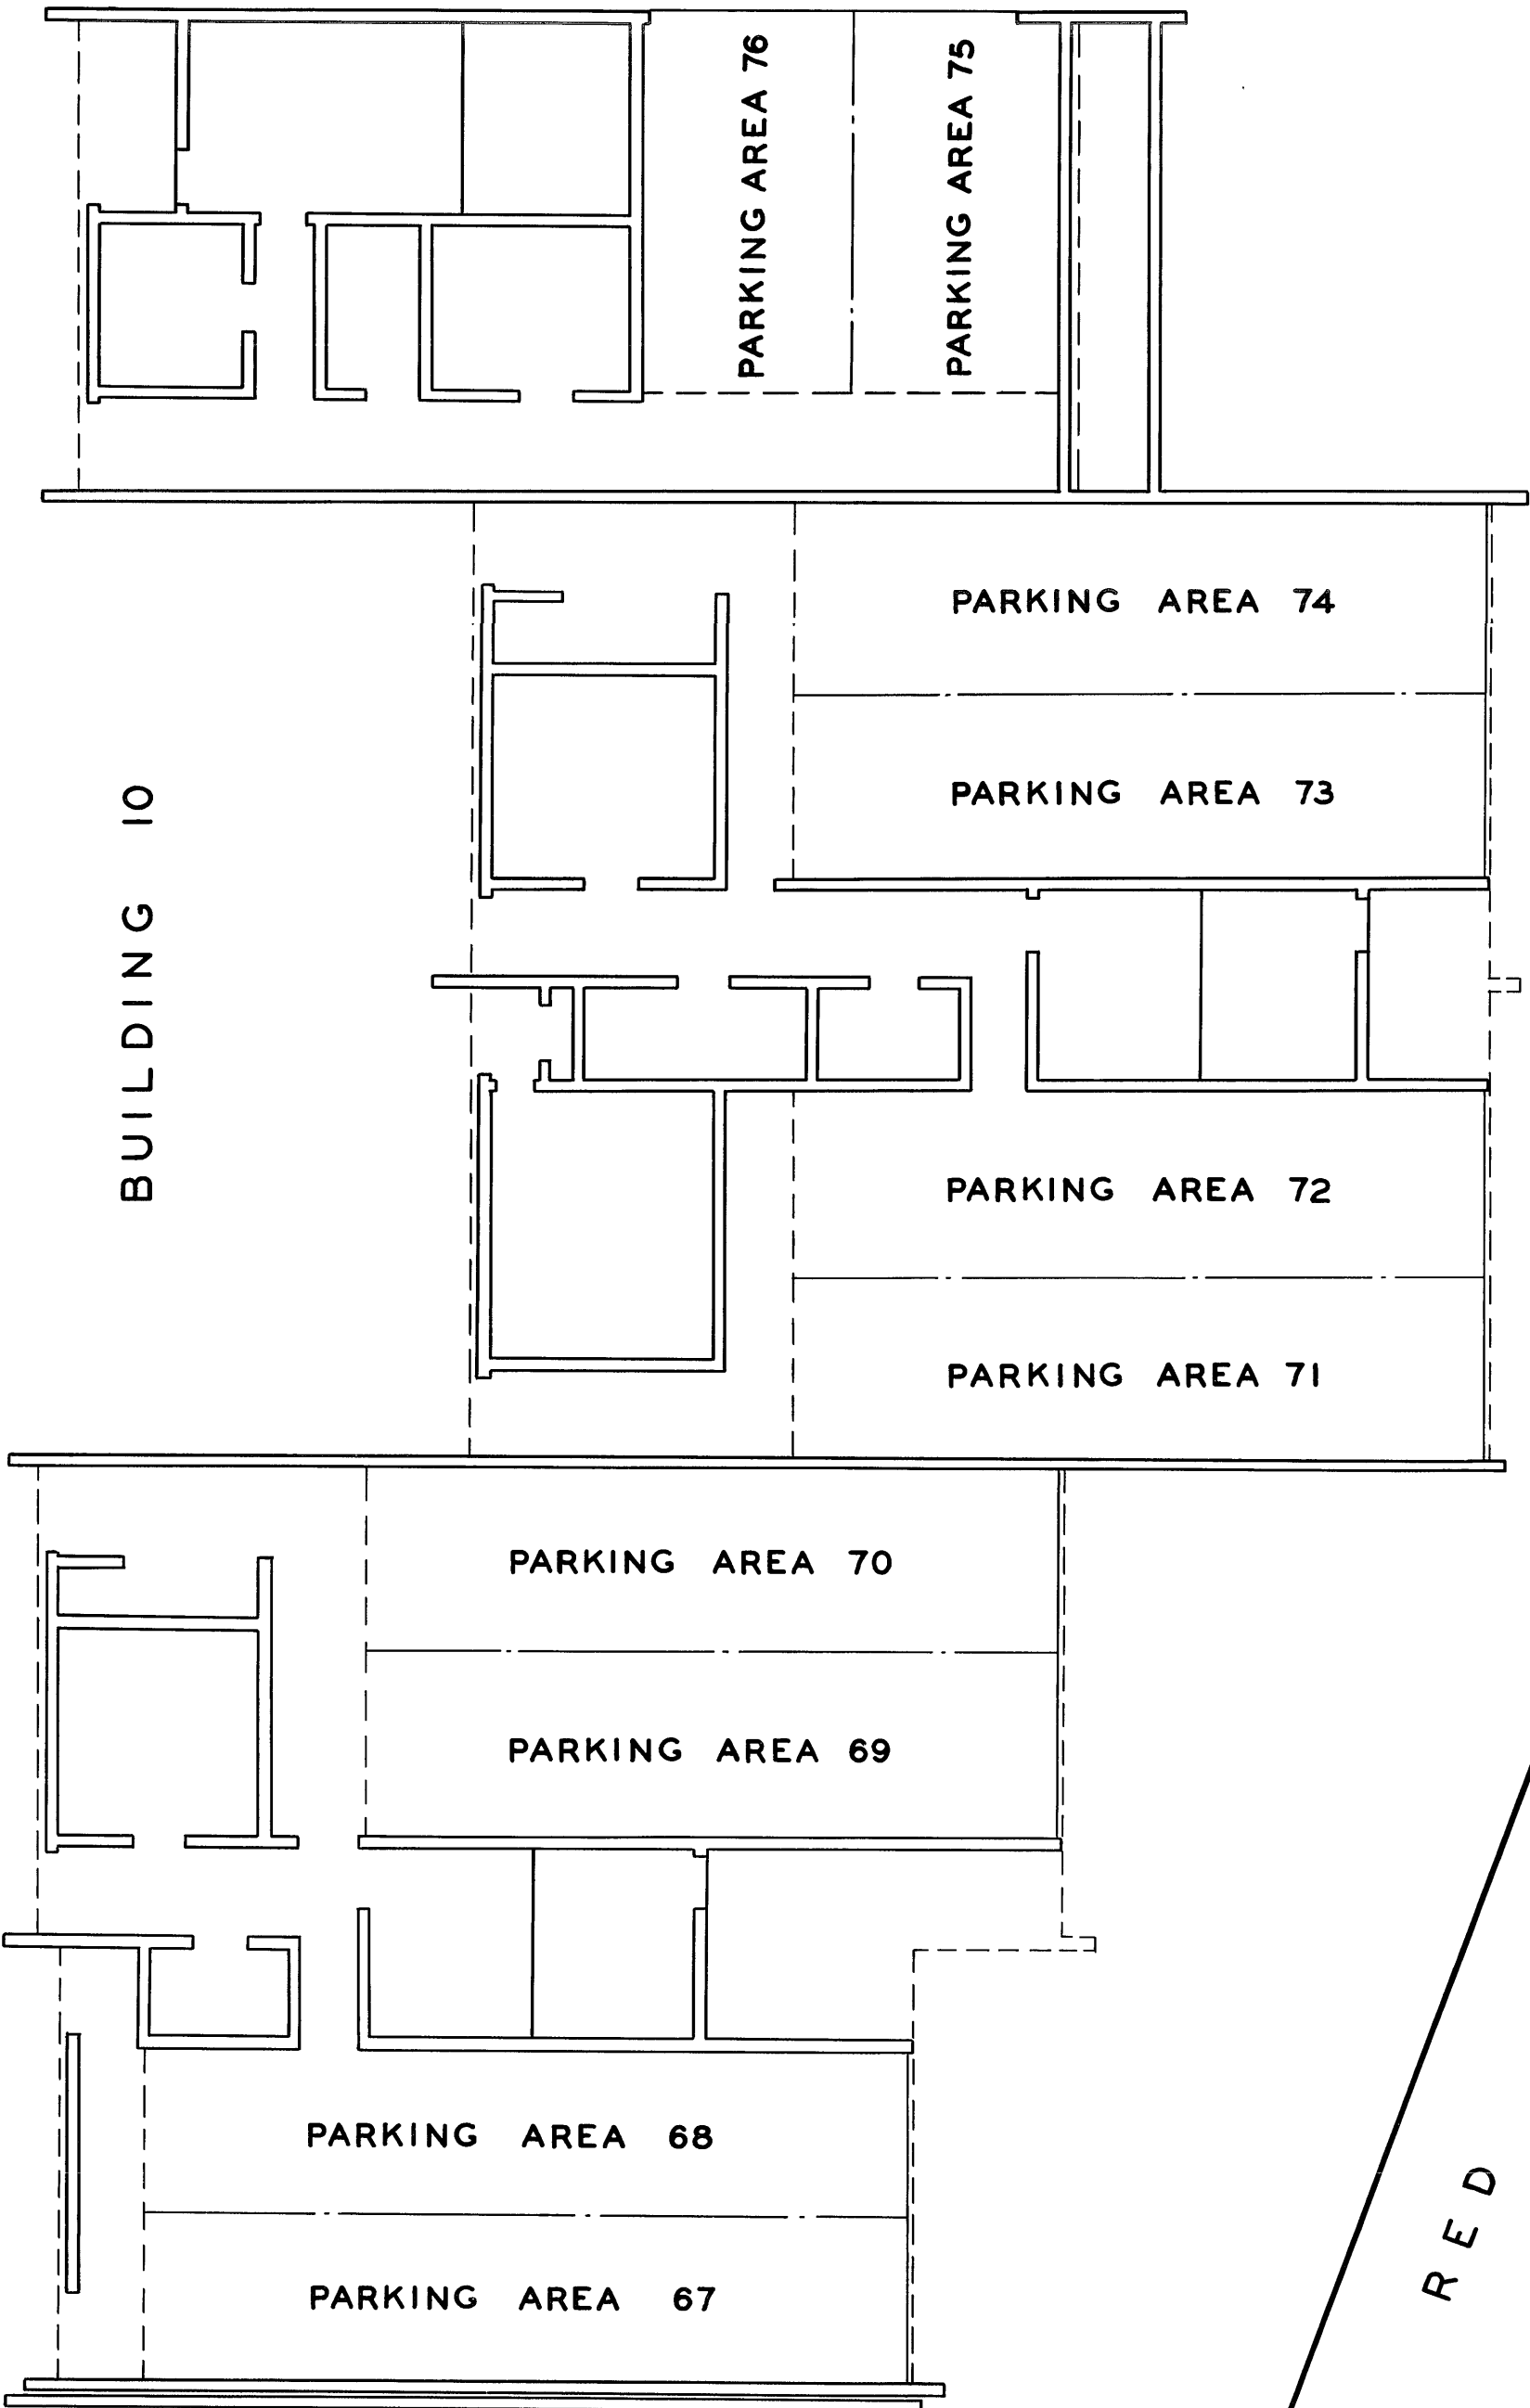 PARKING AREA 76
PARKING AREA 75
PARKING AREA 74
PARKING AREA 73
BUILDING 10
PARKING AREA 72
PARKING AREA 71
PARKING AREA 70
PARKING AREA 69
PARKING AREA 68
RED
PARKING AREA 67